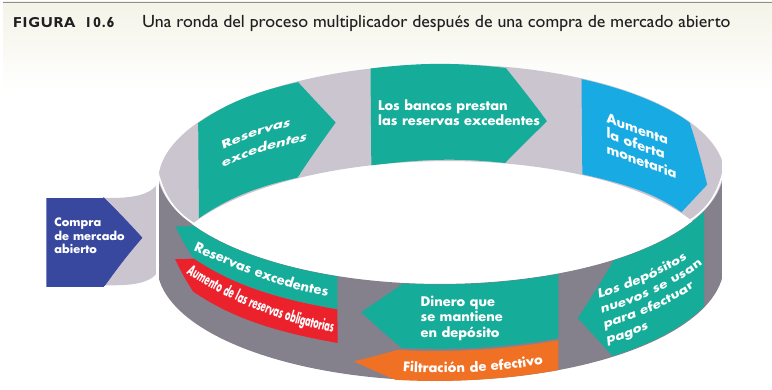 FIGURA 10.6 Una ronda del proceso multiplicador después de una compra de mercado abierto
Compra
de mercado
abierto
Reservas
excedentes
Los bancos prestan
las reservas excedentes
Aumenta
la oferta
monetaria
Los depósitos
nuevos se usan
para efectuar
pagos
Dinero que
se mantiene
en depósito
Filtración de efectivo
Reservas excedentes
Aumento de las reservas obligatorias